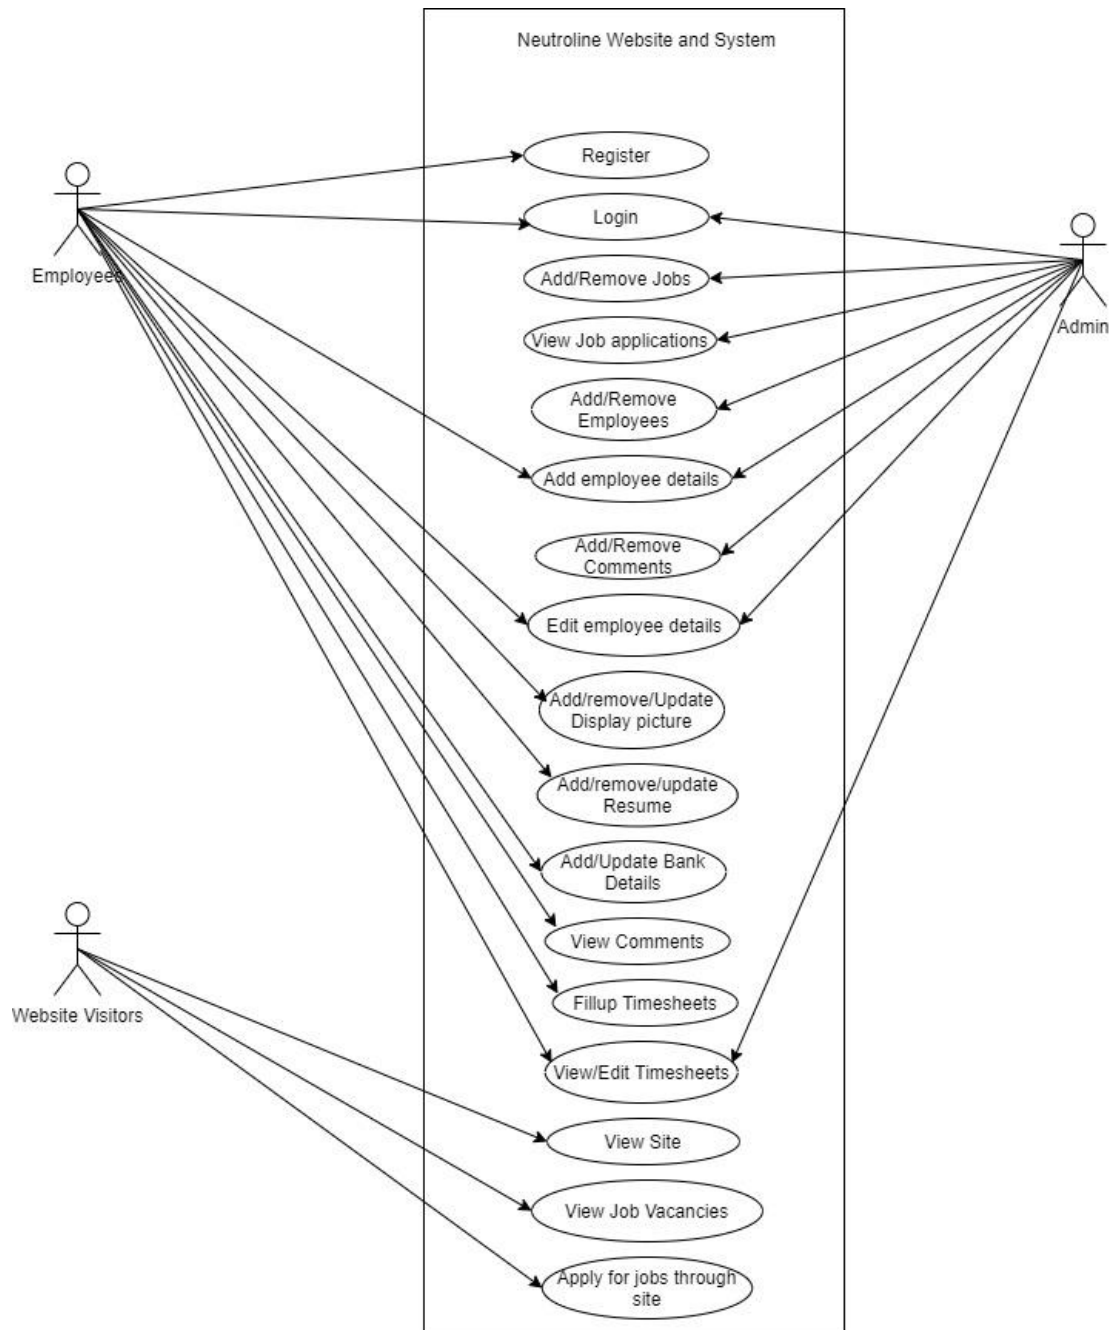 Neutroline Website and System
Register
Login
Employees
Add/Remove Jobs
Admin
View Job applications
Add/Remove
Employees
Add employee details
Add/Remove
Comments
Edit employee details
Add/remove/Update
Display picture
Add/remove/update
Resume
Add/Update Bank
Details
View Comments
Website Visitors
Fillup Timesheets
View/Edit Timesheets
View Site
View Job Vacancies
Apply for jobs through
site